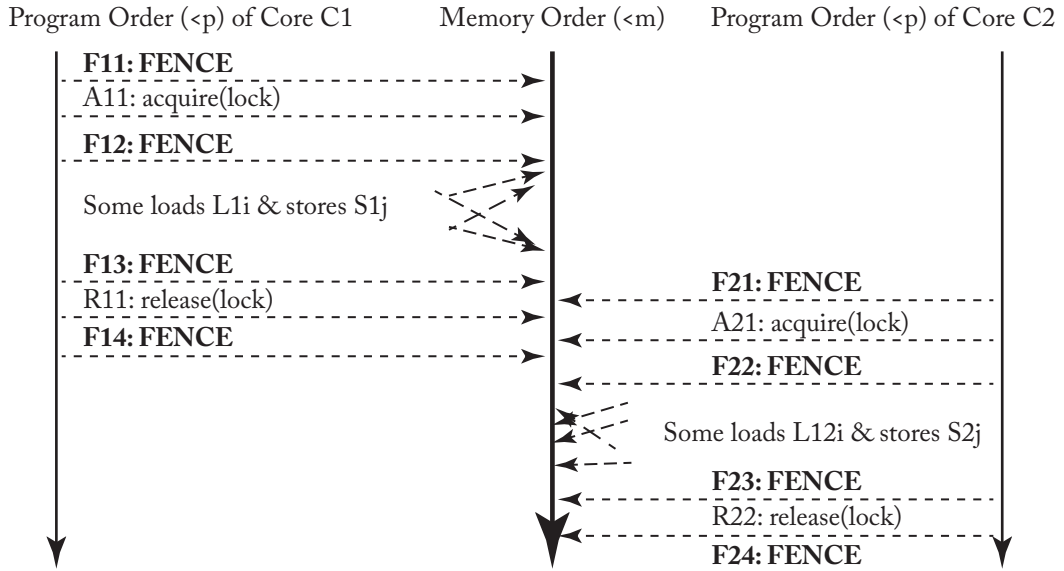 Program Order (<p) of Core C1
Memory Order (<m)
Program Order (<p) of Core C2
F11: FENCE
A11: acquire(lock)
F12: FENCE
Some loads L1i & stores S1j
F13: FENCE
R11: release(lock)
F14: FENCE
F21: FENCE
A21: acquire(lock)
F22: FENCE
Some loads L12i & stores S2j
F23: FENCE
R22: release(lock)
F24: FENCE